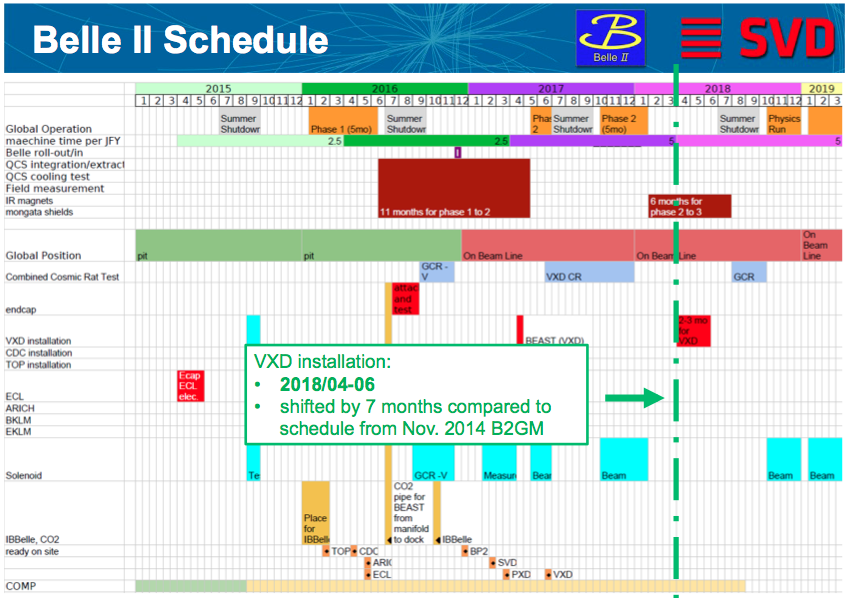 Belle II Schedule
Belle II
SVD
2015 2016 2017 2018 2019
1 2 3 4 5 6 7 8 9 10 11 12 1 2 3 4 5 6 7 8 9 10 11 12 1 2 3 4 5 6 7 8 9 10 11 12 1 2 3 4 5 6 7 8 9 10 11 12 1 2 3
Global Operation
Summer
Shutdown
Phase 1 (5mo)
Summer
Shutdown
Phas
2
Summer
Shutdown
Phase 2
(5mo)
Summer
Shutdown
Physics
Run
maechine time per JFY 2.5 2.5 5 5
Belle roll-out/in
QCS integration/extract
QCS cooling test
Field measurement
IR magnets
mongata shields
11 months for phase 1 to 2
6 months for
phase 2 to 3
Global Position
pit
pit
On Beam Line
On Beam Line
On
Beam
Line
Combined Cosmic Rat Test
GCR -
V
VXD CR
GCR
endcap
attac
and
test
VXD installation
BEAST (VXD)
2-3 mo
for
VXD
CDC installation
TOP installation
VXD installation:
• 2018/04-06
• shifted by 7 months compared to
schedule from Nov. 2014 B2GM
ECL
Ecap
ECL
elec.
ARICH
BKLM
EKLM
Solenoid
Te
GCR -V
Measur
Bear
Beam
Beam
Beam
IBBelle, CO2
Place
for
IBBelle
CO2
pipe for
BEAST
from
manifold
to dock
IBBelle
ready on site
TOP
CDC
BP2
ARI
SVD
ECL
PXD
VXD
COMP